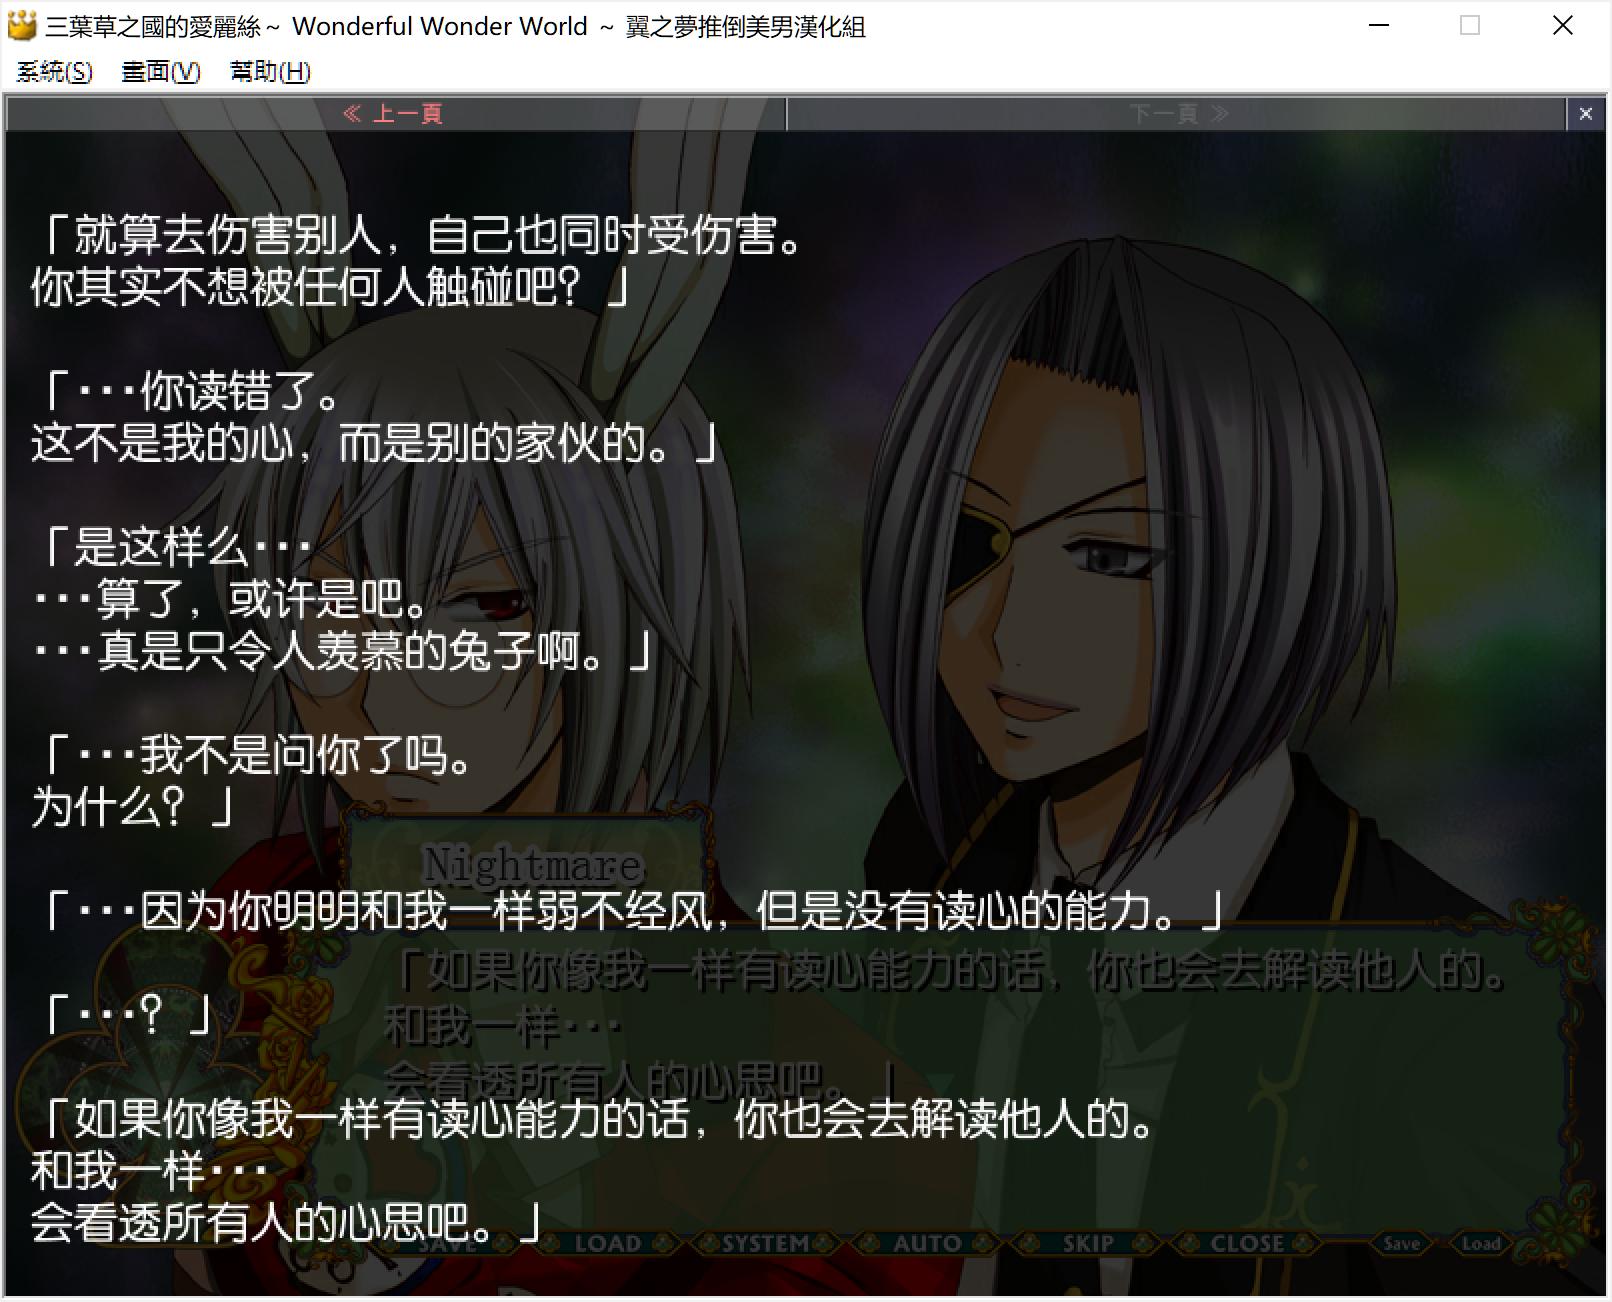 三葉草之國的愛麗絲～ Wonderful Wonder World ～ 翼之夢推倒美男漢化組
系統(S) 畫面(V) 幫助(H)
≪ 上一頁 下一頁 ≫
「就算去伤害别人，自己也同时受伤害。
你其实不想被任何人触碰吧？」
「···你读错了。
这不是我的心，而是别的家伙的。」
「是这样么···
···算了，或许是吧。
···真是只令人羡慕的兔子啊。」
「···我不是问你了吗。
为什么？」
Nightmare
「···因为你明明和我一样弱不经风，但是没有读心的能力。」
「如果你像我一样有读心能力的话，你也会去解读他人的。
「···？」
和我一样···
会看透所有人的心思吧。」
「如果你像我一样有读心能力的话，你也会去解读他人的。
和我一样···
会看透所有人的心思吧。」
SAVE LOAD SYSTEM AUTO SKIP CLOSE Save Load